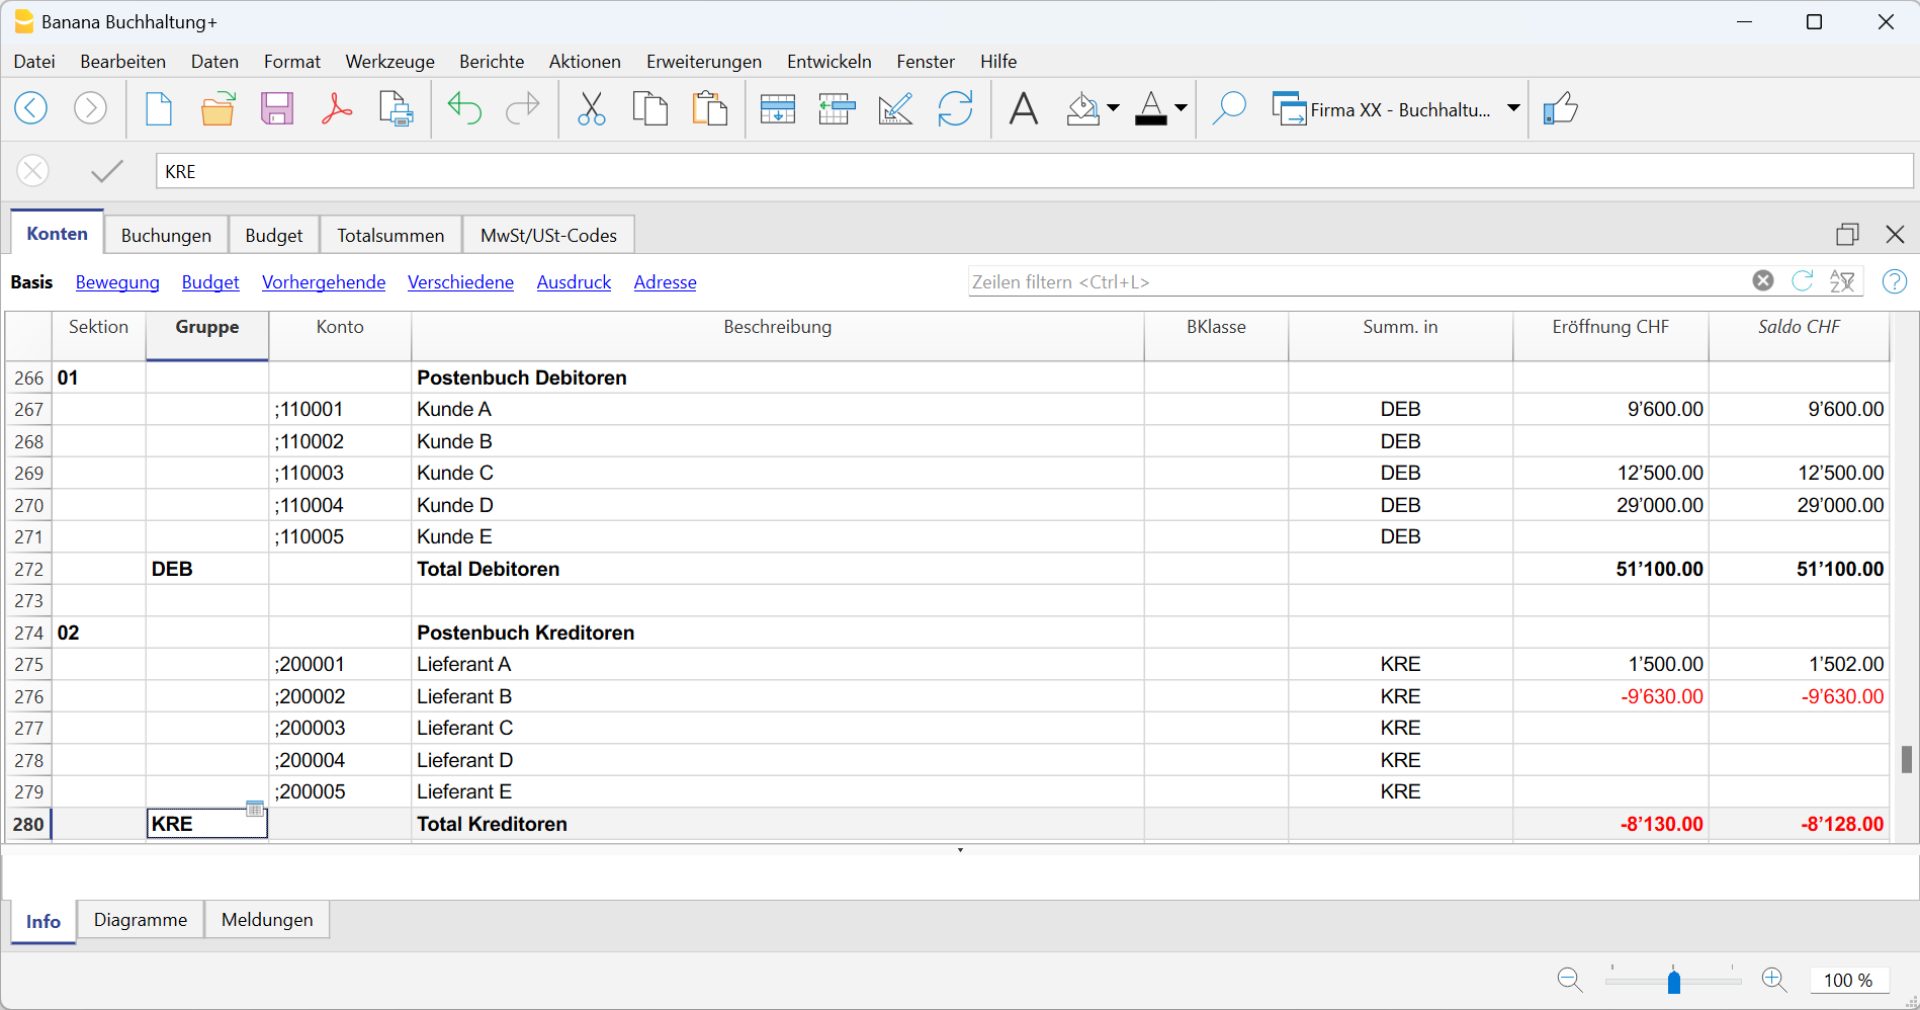 Banana Buchhaltung+
Datei Bearbeiten Daten Format Werkzeuge Berichte Aktionen Erweiterungen Entwickeln Fenster Hilfe
Firma XX - Buchhaltu...
KRE
Konten Buchungen Budget Totalsummen MwSt/USt-Codes
Basis Bewegung Budget Vorhergehende Verschiedene Ausdruck Adresse Zeilen filtern <Ctrl+L>
Sektion Gruppe Konto Beschreibung BKlasse Summ. in Eröffnung CHF Saldo CHF
266 01 Postenbuch Debitoren
267 ;110001 Kunde A DEB 9’600.00 9’600.00
268 ;110002 Kunde B DEB
269 ;110003 Kunde C DEB 12’500.00 12’500.00
270 ;110004 Kunde D DEB 29’000.00 29’000.00
271 ;110005 Kunde E DEB
272 DEB Total Debitoren 51’100.00 51’100.00
273
274 02 Postenbuch Kreditoren
275 ;200001 Lieferant A KRE 1’500.00 1’502.00
276 ;200002 Lieferant B KRE -9’630.00 -9’630.00
277 ;200003 Lieferant C KRE
278 ;200004 Lieferant D KRE
279 ;200005 Lieferant E KRE
280 KRE Total Kreditoren -8’130.00 -8’128.00
Info Diagramme Meldungen
100 %